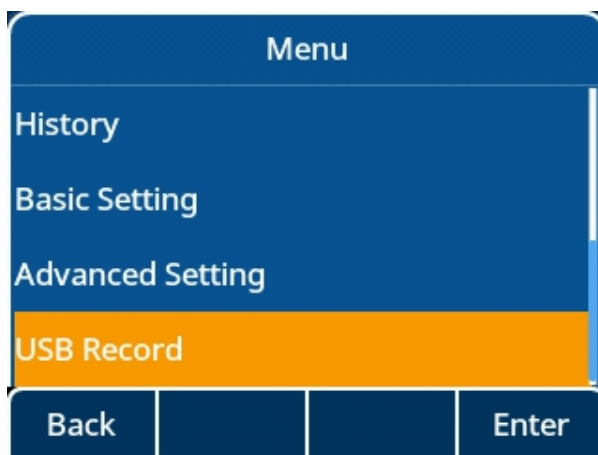 Menu
History
Basic Setting
Advanced Setting
USB Record
Back Enter